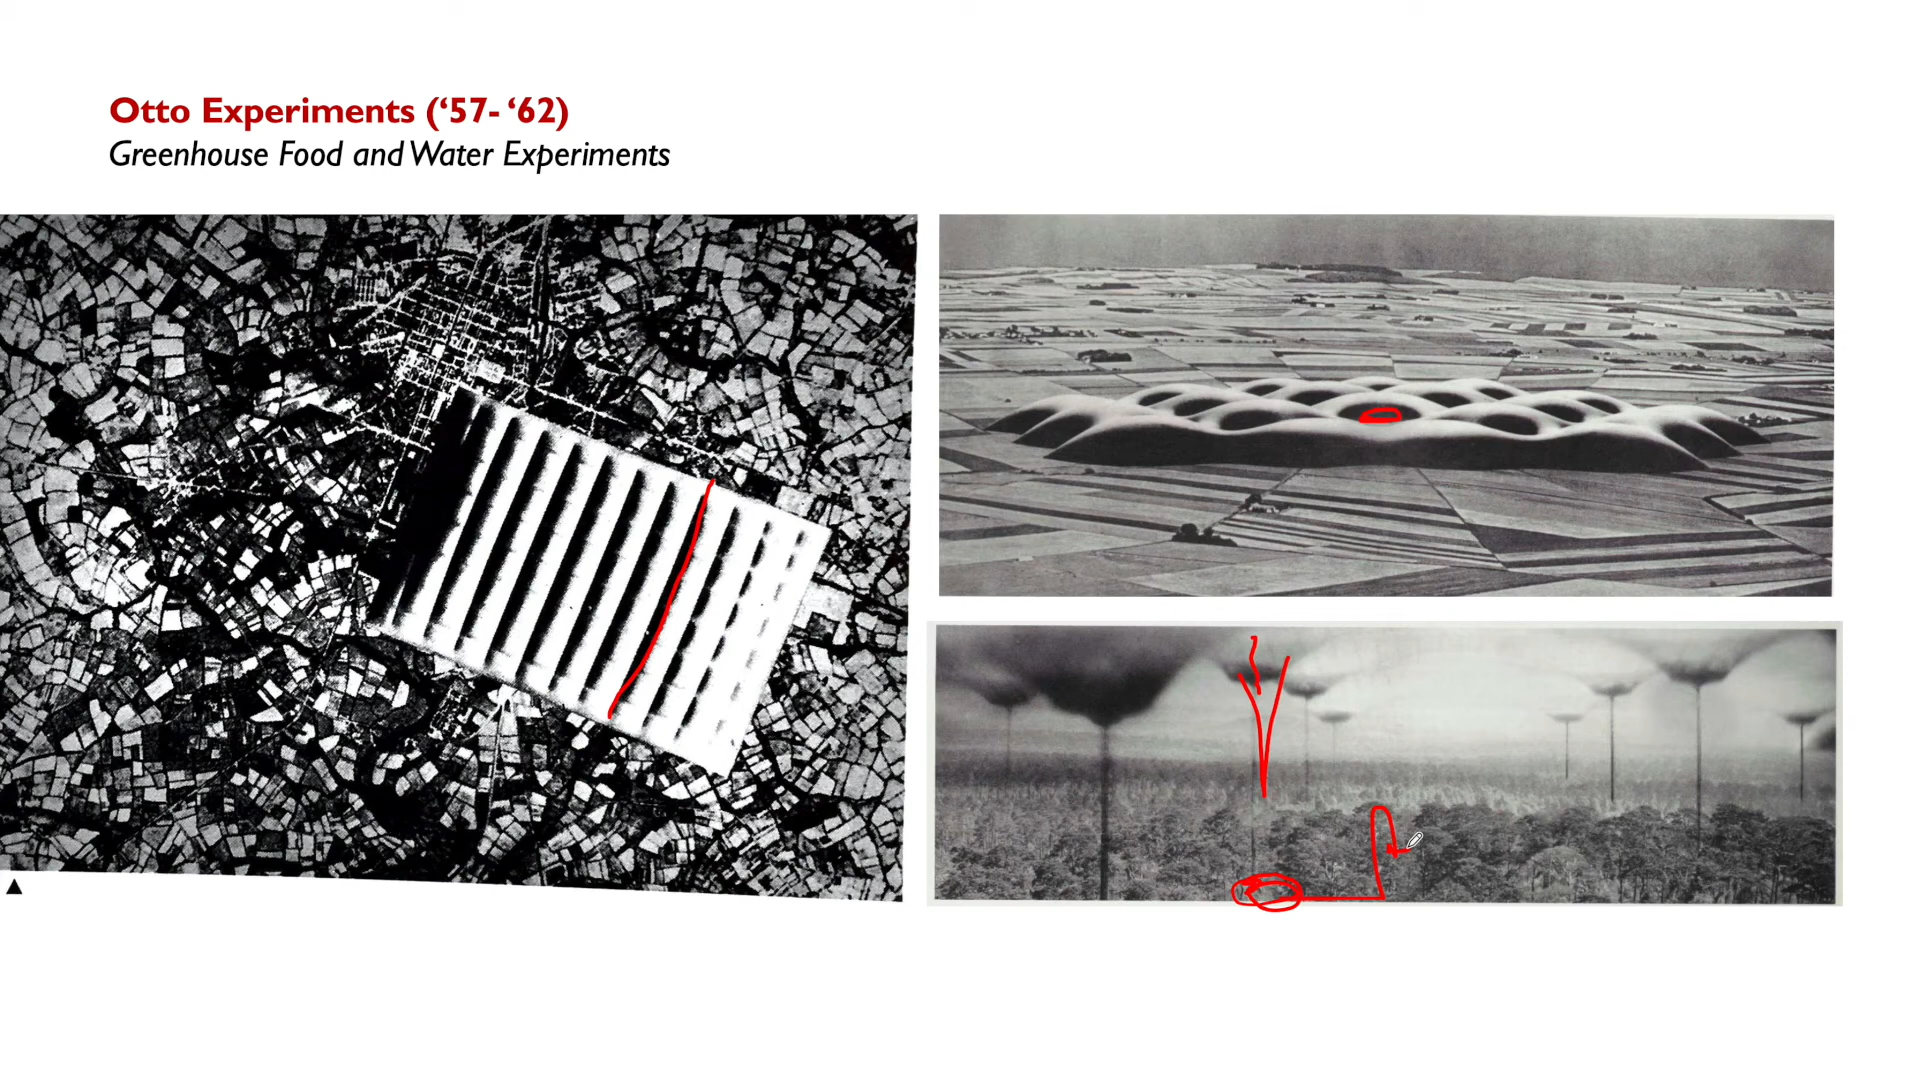 Otto Experiments (‘57- ‘62)
Greenhouse Food and Water Experiments